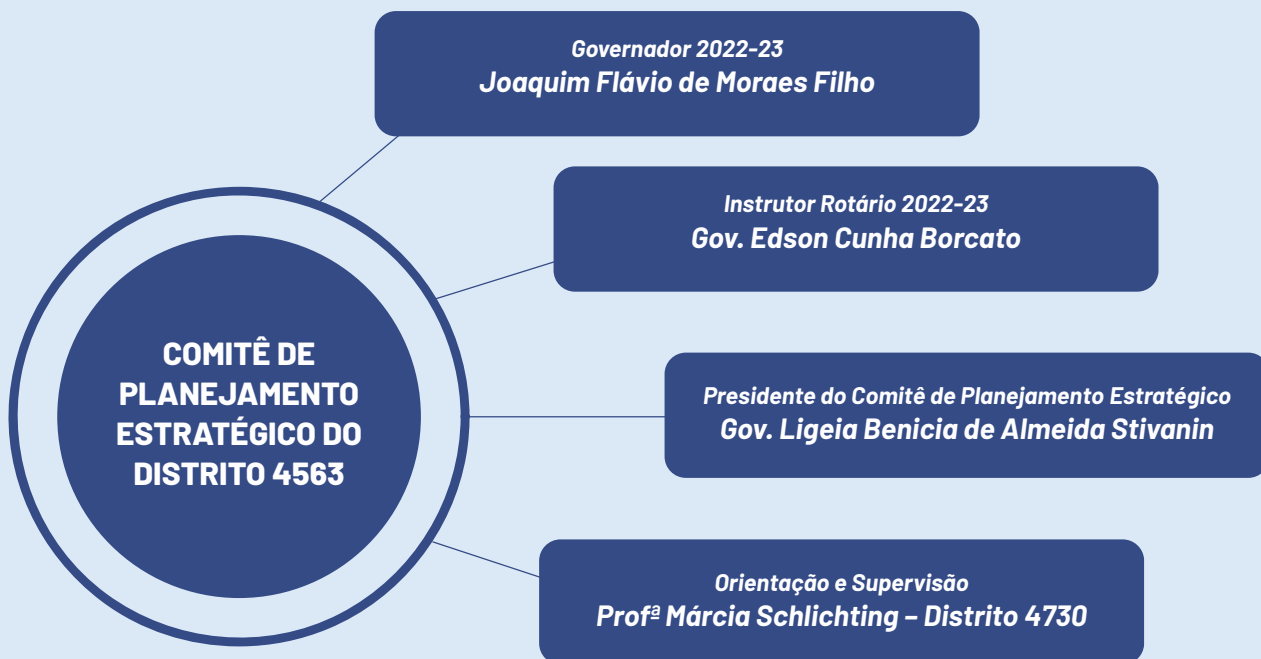 Governador 2022-23
Joaquim Flávio de Moraes Filho
Instrutor Rotário 2022-23
Gov. Edson Cunha Borcato
COMITÊ DE
PLANEJAMENTO
ESTRATÉGICO DO
DISTRITO 4563
Presidente do Comitê de Planejamento Estratégico
Gov. Ligeia Benicia de Almeida Stivanin
Orientação e Supervisão
Profª Márcia Schlichting – Distrito 4730